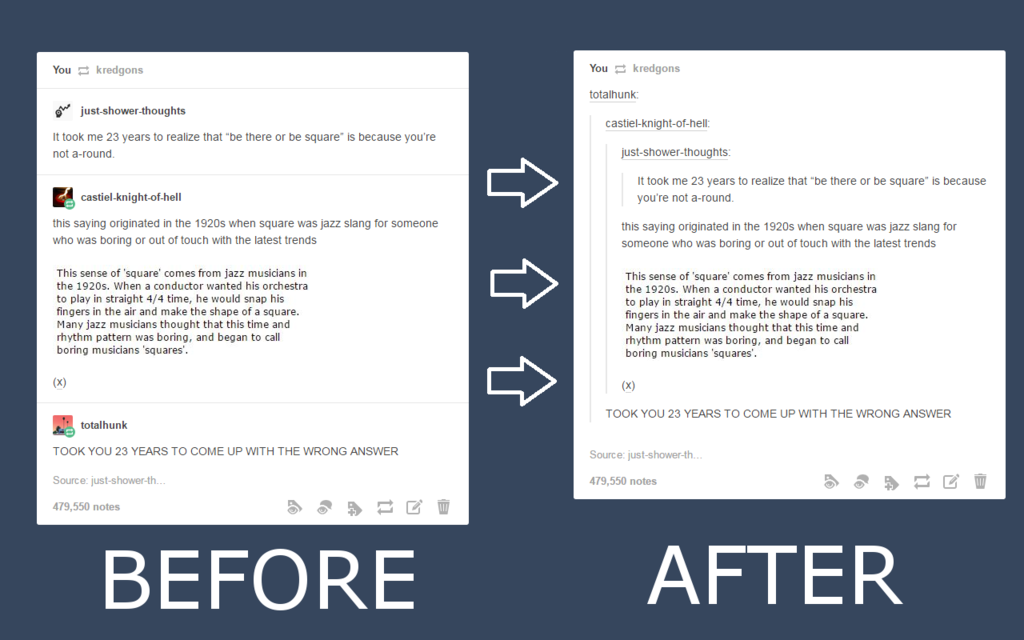 You kredgons
just-shower-thoughts
It took me 23 years to realize that “be there or be square” is because you’re
not a-round.
castiel-knight-of-hell
this saying originated in the 1920s when square was jazz slang for someone
who was boring or out of touch with the latest trends
This sense of 'square' comes from jazz musicians in
the 1920s. When a conductor wanted his orchestra
to play in straight 4/4 time, he would snap his
fingers in the air and make the shape of a square.
Many jazz musicians thought that this time and
rhythm pattern was boring, and began to call
boring musicians 'squares'.
(x)
totalhunk
TOOK YOU 23 YEARS TO COME UP WITH THE WRONG ANSWER
Source: just-shower-th...
479,550 notes
BEFORE
You kredgons
totalhunk:
castiel-knight-of-hell:
just-shower-thoughts:
It took me 23 years to realize that “be there or be square” is because
you’re not a-round.
this saying originated in the 1920s when square was jazz slang for
someone who was boring or out of touch with the latest trends
This sense of 'square' comes from jazz musicians in
the 1920s. When a conductor wanted his orchestra
to play in straight 4/4 time, he would snap his
fingers in the air and make the shape of a square.
Many jazz musicians thought that this time and
rhythm pattern was boring, and began to call
boring musicians 'squares'.
(x)
TOOK YOU 23 YEARS TO COME UP WITH THE WRONG ANSWER
Source: just-shower-th...
479,550 notes
AFTER